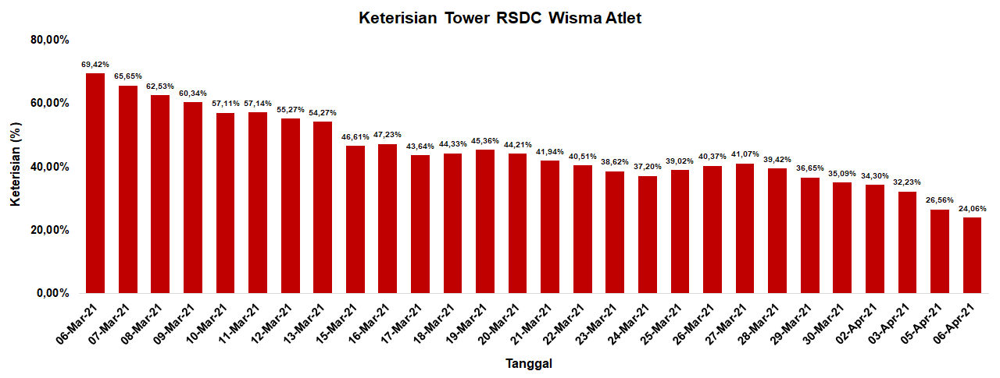 Keterisian Tower RSDC Wisma Atlet
80,00%
60,00%
40,00%
20,00%
0,00%
Keterisian (%)
69,42%
65,65%
62,53%
60,34%
57,11%
57,14%
55,27%
54,27%
46,61%
47,23%
43,64%
44,33%
45,36%
44,21%
41,94%
40,51%
38,62%
37,20%
39,02%
40,37%
41,07%
39,42%
36,65%
35,09%
34,30%
32,23%
26,56%
24,06%
06-Mar-21
07-Mar-21
08-Mar-21
09-Mar-21
10-Mar-21
11-Mar-21
12-Mar-21
13-Mar-21
15-Mar-21
16-Mar-21
17-Mar-21
18-Mar-21
19-Mar-21
20-Mar-21
21-Mar-21
22-Mar-21
23-Mar-21
24-Mar-21
25-Mar-21
26-Mar-21
27-Mar-21
28-Mar-21
29-Mar-21
30-Mar-21
02-Apr-21
03-Apr-21
05-Apr-21
06-Apr-21
Tanggal